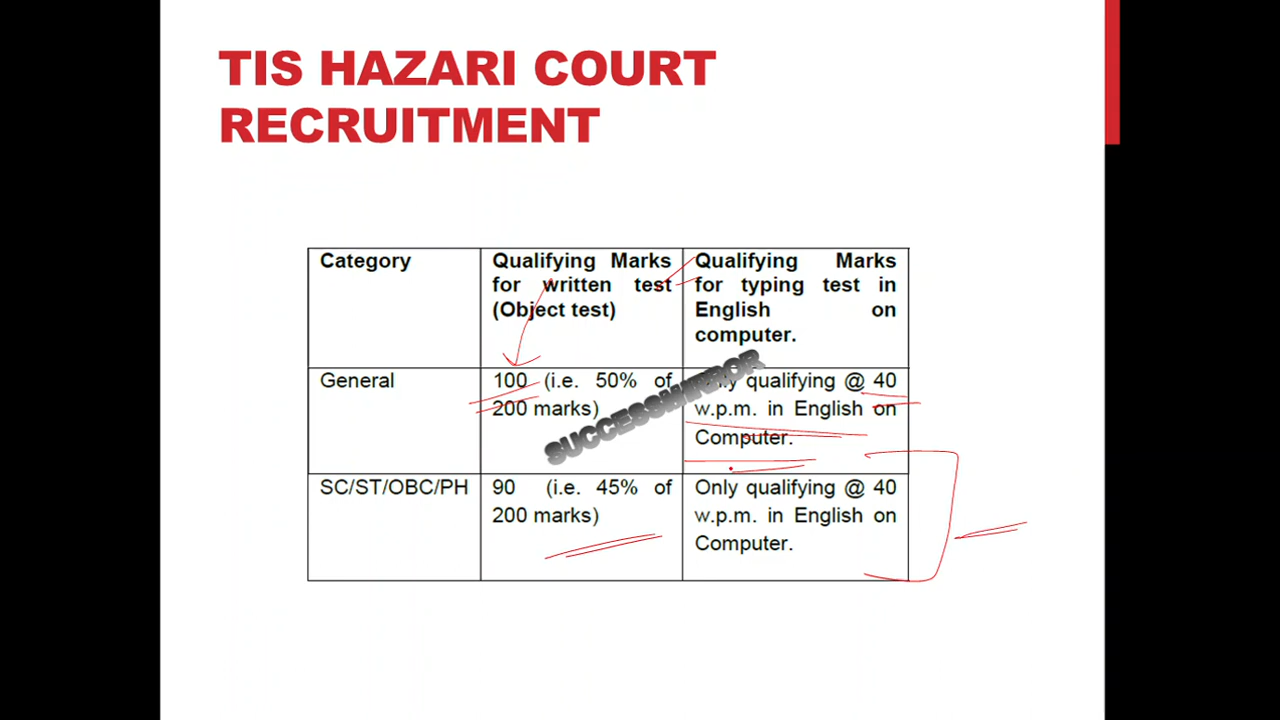 TIS HAZARI COURT
RECRUITMENT
Category
Qualifying Marks
for written test
(Object test)
Qualifying Marks
for typing test in
English on
computer.
General
100 (i.e. 50% of
200 marks)
Only qualifying @ 40
w.p.m. in English on
Computer.
SC/ST/OBC/PH
90 (i.e. 45% of
200 marks)
Only qualifying @ 40
w.p.m. in English on
Computer.